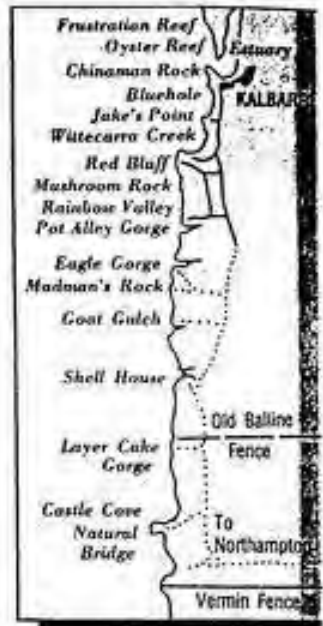 Frustration Reef
Oyster Reef
Estuary
Chinaman Rock
Bluehole
KALBARR
Jake's Point
Wittecarra Creek
Red Bluff
Mushroom Rock
Rainbow Valley
Pot Alley Gorge
Eagle Gorge
Madman's Rock
Goat Gulch
Shell House
Old Balline
Fence
Layer Cake
Gorge
Castle Cove
Natural
Bridge
To
Northampton
Vermin Fence